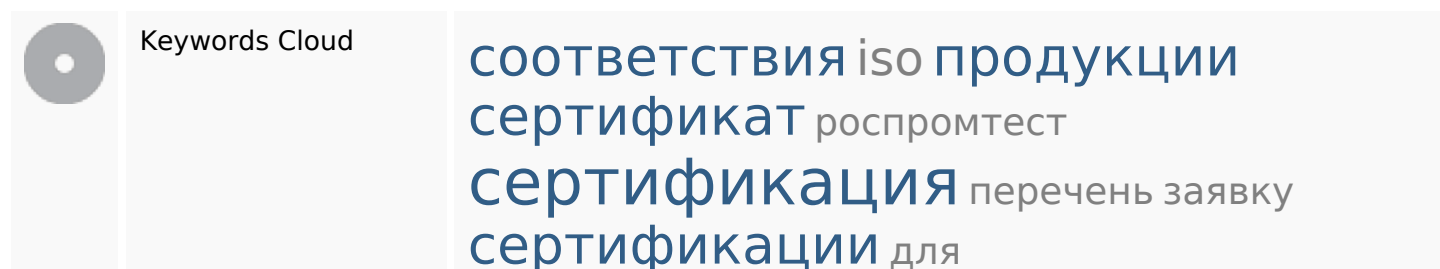 Keywords Cloud
соответствия iso продукции
сертификат роспромтест
сертификация перечень заявку
сертификации для